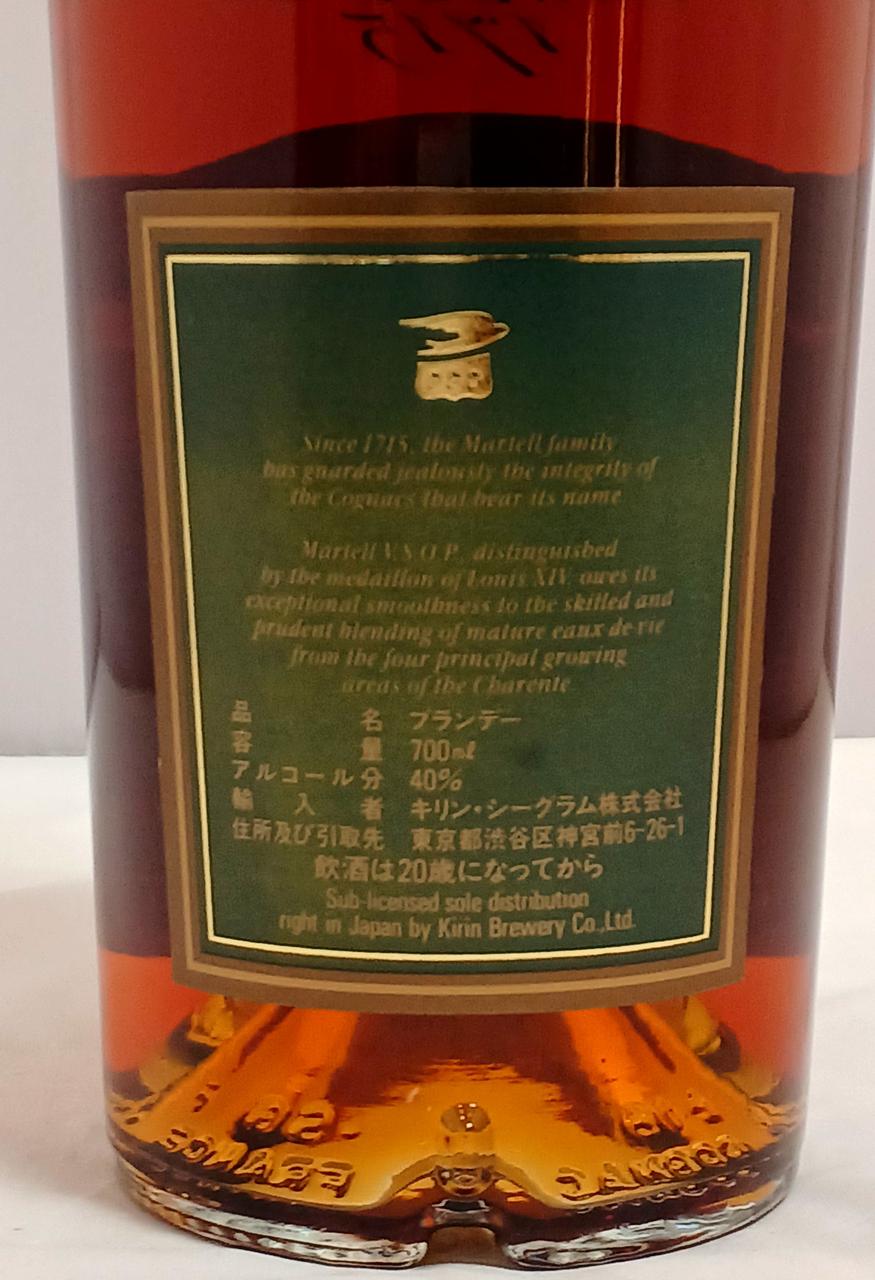 1715
Since 1715, the Martell family
has guarded jealously the integrity of
the Cognacs that bear its name
Martell V.S.O.P. distinguished
by the medaillon of Louis XIV owes its
exceptional smoothness to the skilled and
prudent blending of mature eaux de vie
from the four principal growing
areas of the Charente
品名 ブランデー
容量 700ml
アルコール分 40%
輸入者 キリン・シーグラム株式会社
住所及び引取先 東京都渋谷区神宮前6-26-1
飲酒は20歳になってから
Sub-licensed sole distribution
right in Japan by Kirin Brewery Co.,Ltd.